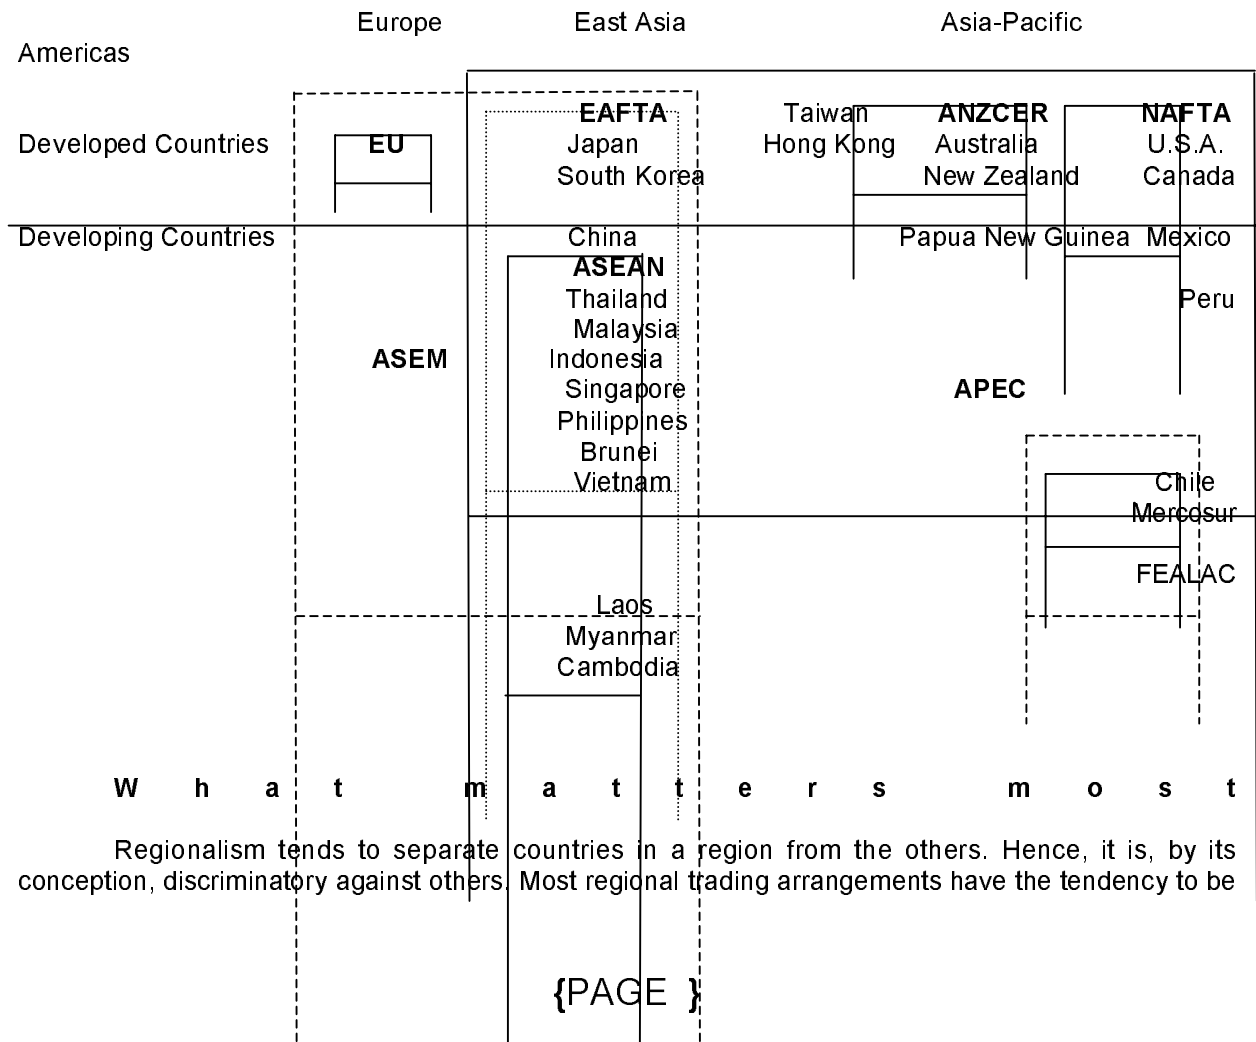 Europe East Asia Asia-Pacific
Americas
EAFTA Taiwan ANZCER NAFTA
Developed Countries EU Japan Hong Kong Australia U.S.A.
South Korea New Zealand Canada
Developing Countries China Papua New Guinea Mexico
ASEAN
Thailand Peru
Malaysia
ASEM Indonesia
Singapore APEC
Philippines
Brunei
Vietnam Chile
Mercosur
FEALAC
Laos
Myanmar
Cambodia
W h a t m a t t e r s m o s t
Regionalism tends to separate countries in a region from the others. Hence, it is, by its
conception, discriminatory against others. Most regional trading arrangements have the tendency to be
{PAGE }